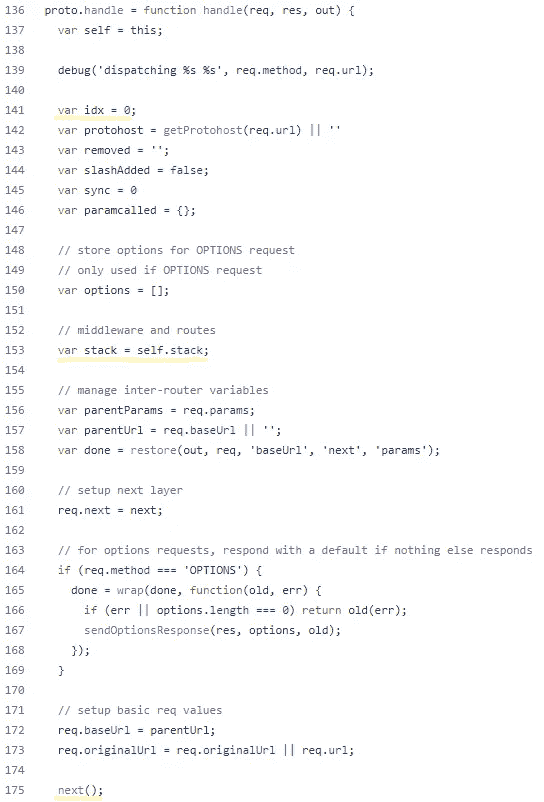 136 proto.handle = function handle(req, res, out) {
137 var self = this;
138
139 debug('dispatching %s %s', req.method, req.url);
140
141 var idx = 0;
142 var protohost = getProtohost(req.url) || ''
143 var removed = '';
144 var slashAdded = false;
145 var sync = 0
146 var paramcalled = {};
147
148 // store options for OPTIONS request
149 // only used if OPTIONS request
150 var options = [];
151
152 // middleware and routes
153 var stack = self.stack;
154
155 // manage inter-router variables
156 var parentParams = req.params;
157 var parentUrl = req.baseUrl || '';
158 var done = restore(out, req, 'baseUrl', 'next', 'params');
159
160 // setup next layer
161 req.next = next;
162
163 // for options requests, respond with a default if nothing else responds
164 if (req.method === 'OPTIONS') {
165 done = wrap(done, function(old, err) {
166 if (err || options.length === 0) return old(err);
167 sendOptionsResponse(res, options, old);
168 });
169 }
170
171 // setup basic req values
172 req.baseUrl = parentUrl;
173 req.originalUrl = req.originalUrl || req.url;
174
175 next();